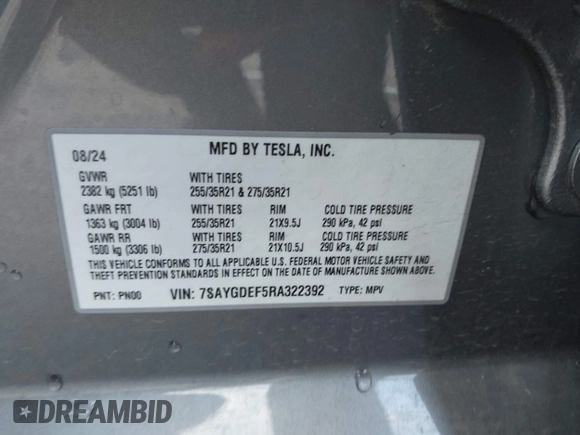 08/24 MFD BY TESLA, INC.
GVWR WITH TIRES
2382 kg (5251 lb) 255/35R21 & 275/35R21
GAWR FRT WITH TIRES RIM COLD TIRE PRESSURE
1363 kg (3004 lb) 255/35R21 21X9.5J 290 kPa, 42 psi
GAWR RR WITH TIRES RIM COLD TIRE PRESSURE
1500 kg (3306 lb) 275/35R21 21X10.5J 290 kPa, 42 psi
THIS VEHICLE CONFORMS TO ALL APPLICABLE U.S. FEDERAL MOTOR VEHICLE SAFETY AND
THEFT PREVENTION STANDARDS IN EFFECT ON THE DATE OF MANUFACTURE SHOWN ABOVE.
PNT: PN00 VIN: 7SAYGDEF5RA322392 TYPE: MPV
DREAMBID